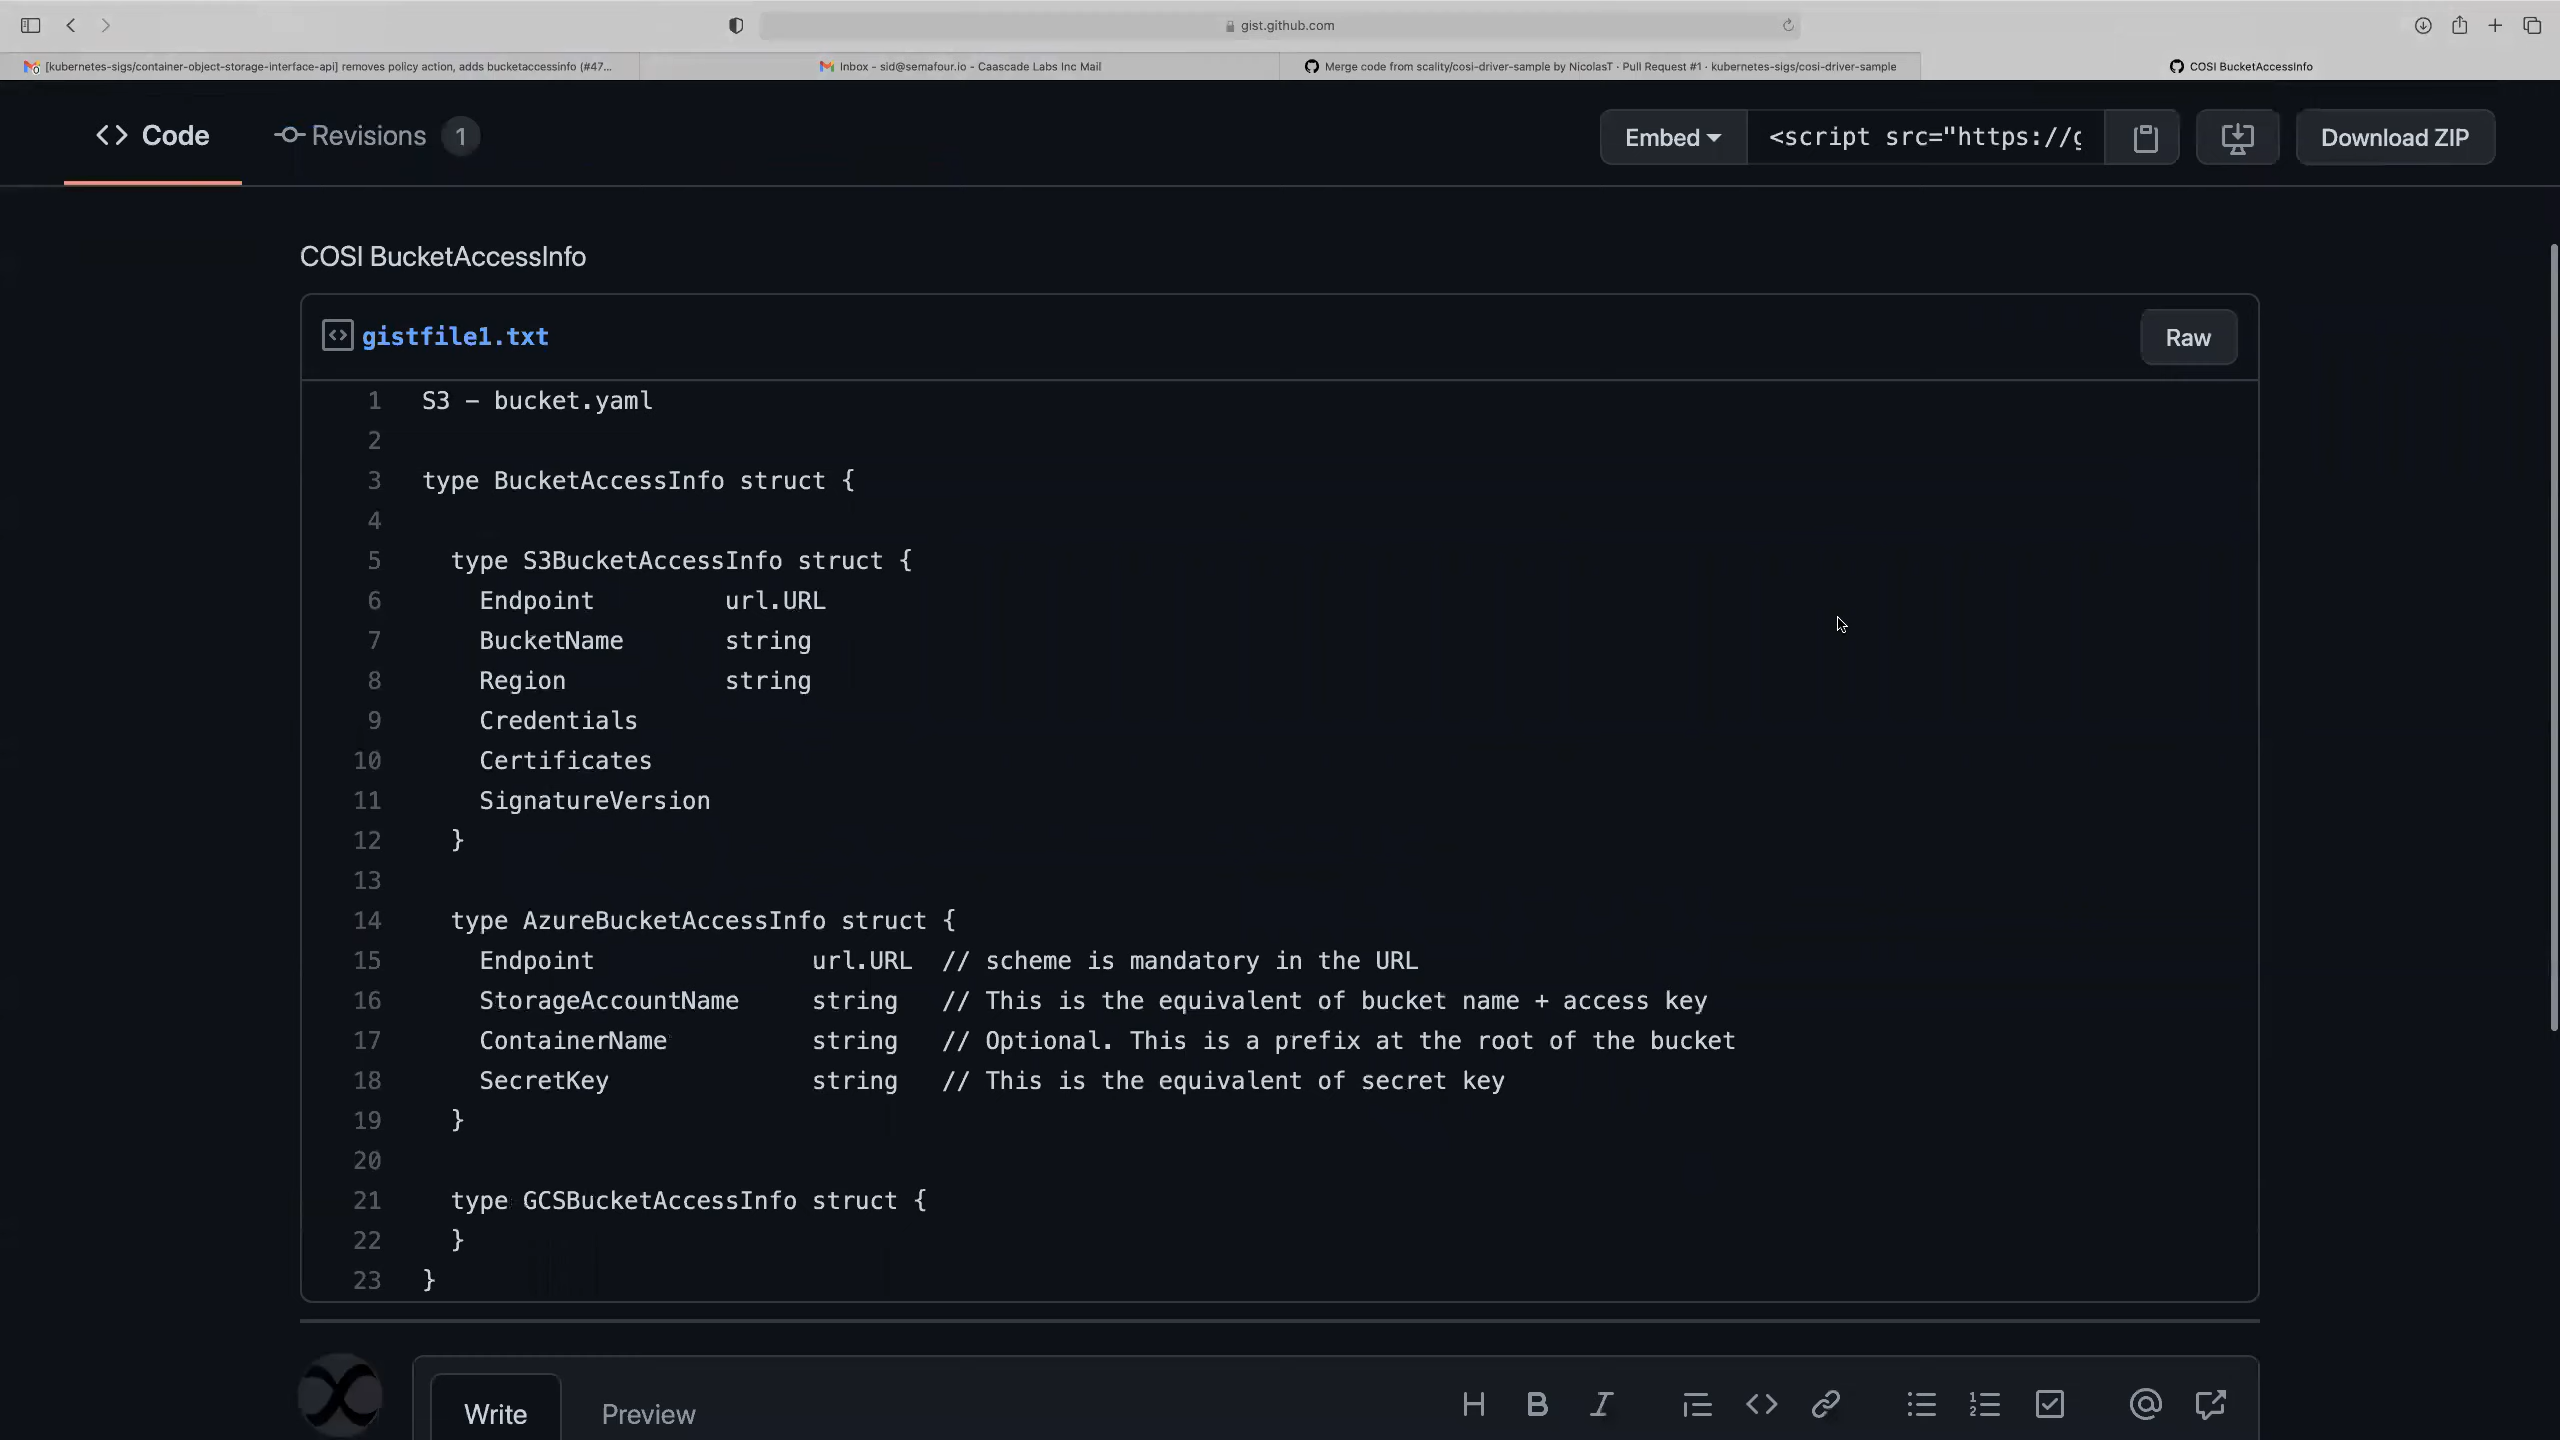 gist.github.com
[kubernetes-sigs/container-object-storage-interface-api] removes policy action, adds bucketaccessinfo (#47...
Inbox - sid@semafour.io - Caascade Labs Inc Mail
Merge code from scality/cosi-driver-sample by NicolasT · Pull Request #1 · kubernetes-sigs/cosi-driver-sample
COSI BucketAccessInfo
<> Code
Revisions 1
Embed
<script src="https://g
Download ZIP
COSI BucketAccessInfo
gistfile1.txt
Raw
1 S3 – bucket.yaml
2
3 type BucketAccessInfo struct {
4
5 type S3BucketAccessInfo struct {
6 Endpoint url.URL
7 BucketName string
8 Region string
9 Credentials
10 Certificates
11 SignatureVersion
12 }
13
14 type AzureBucketAccessInfo struct {
15 Endpoint url.URL // scheme is mandatory in the URL
16 StorageAccountName string // This is the equivalent of bucket name + access key
17 ContainerName string // Optional. This is a prefix at the root of the bucket
18 SecretKey string // This is the equivalent of secret key
19 }
20
21 type GCSBucketAccessInfo struct {
22 }
23 }
Write
Preview